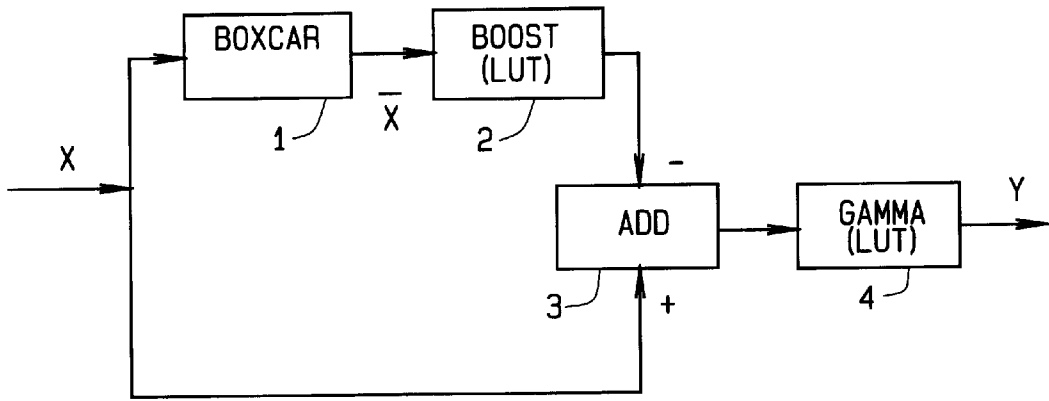 BOXCAR
BOOST
(LUT)
1
X̅
2
X
-
ADD
GAMMA
(LUT)
Y
3
+
4